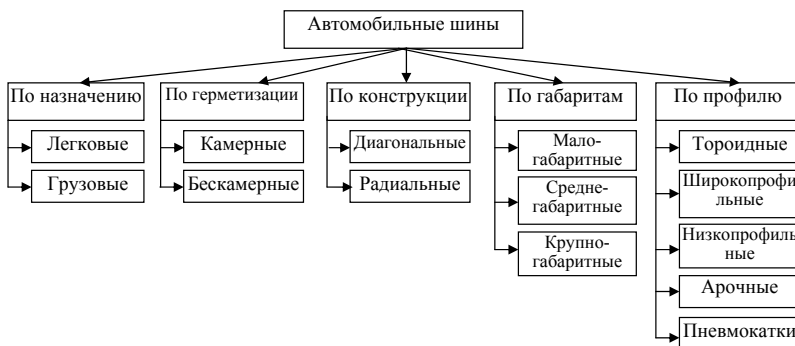 Автомобильные шины
По назначению
По герметизации
По конструкции
По габаритам
По профилю
Легковые
Грузовые
Камерные
Бескамерные
Диагональные
Радиальные
Мало-
габаритные
Средне-
габаритные
Крупно-
габаритные
Тороидные
Широкопрофи
льные
Низкопрофиль
ные
Арочные
Пневмокатки